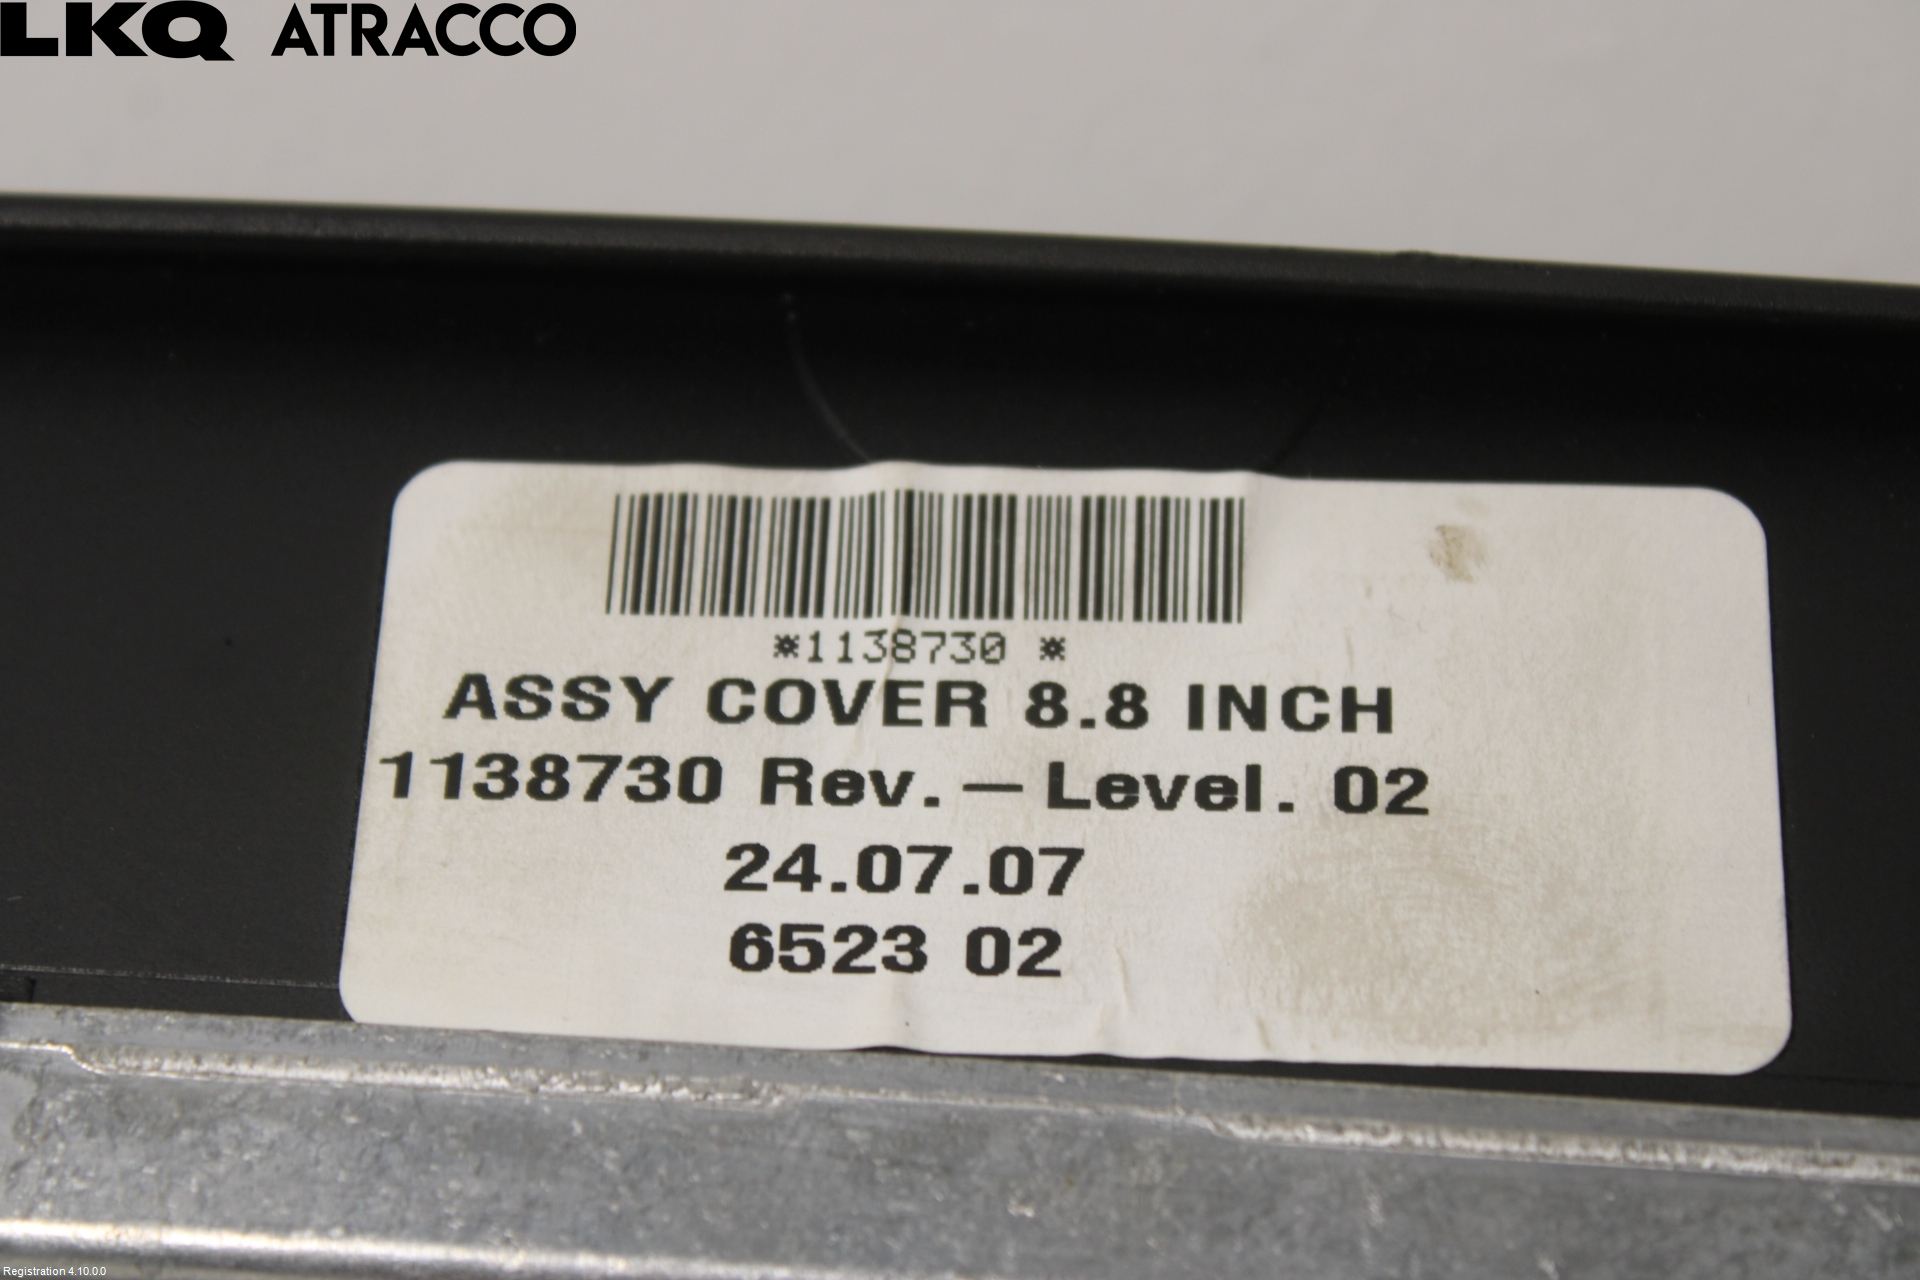 LKQ ATRACCO
*1138730 *
ASSY COVER 8.8 INCH
1138730 Rev. — Level. 02
24.07.07
6523 02
Registration 4.10.0.0